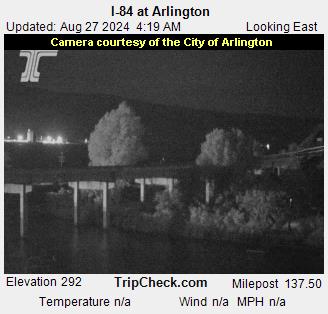 I-84 at Arlington
Updated: Aug 27 2024 4:19 AM Looking East
Camera courtesy of the City of Arlington
Elevation 292 TripCheck.com Milepost 137.50
Temperature n/a Wind n/a MPH n/a